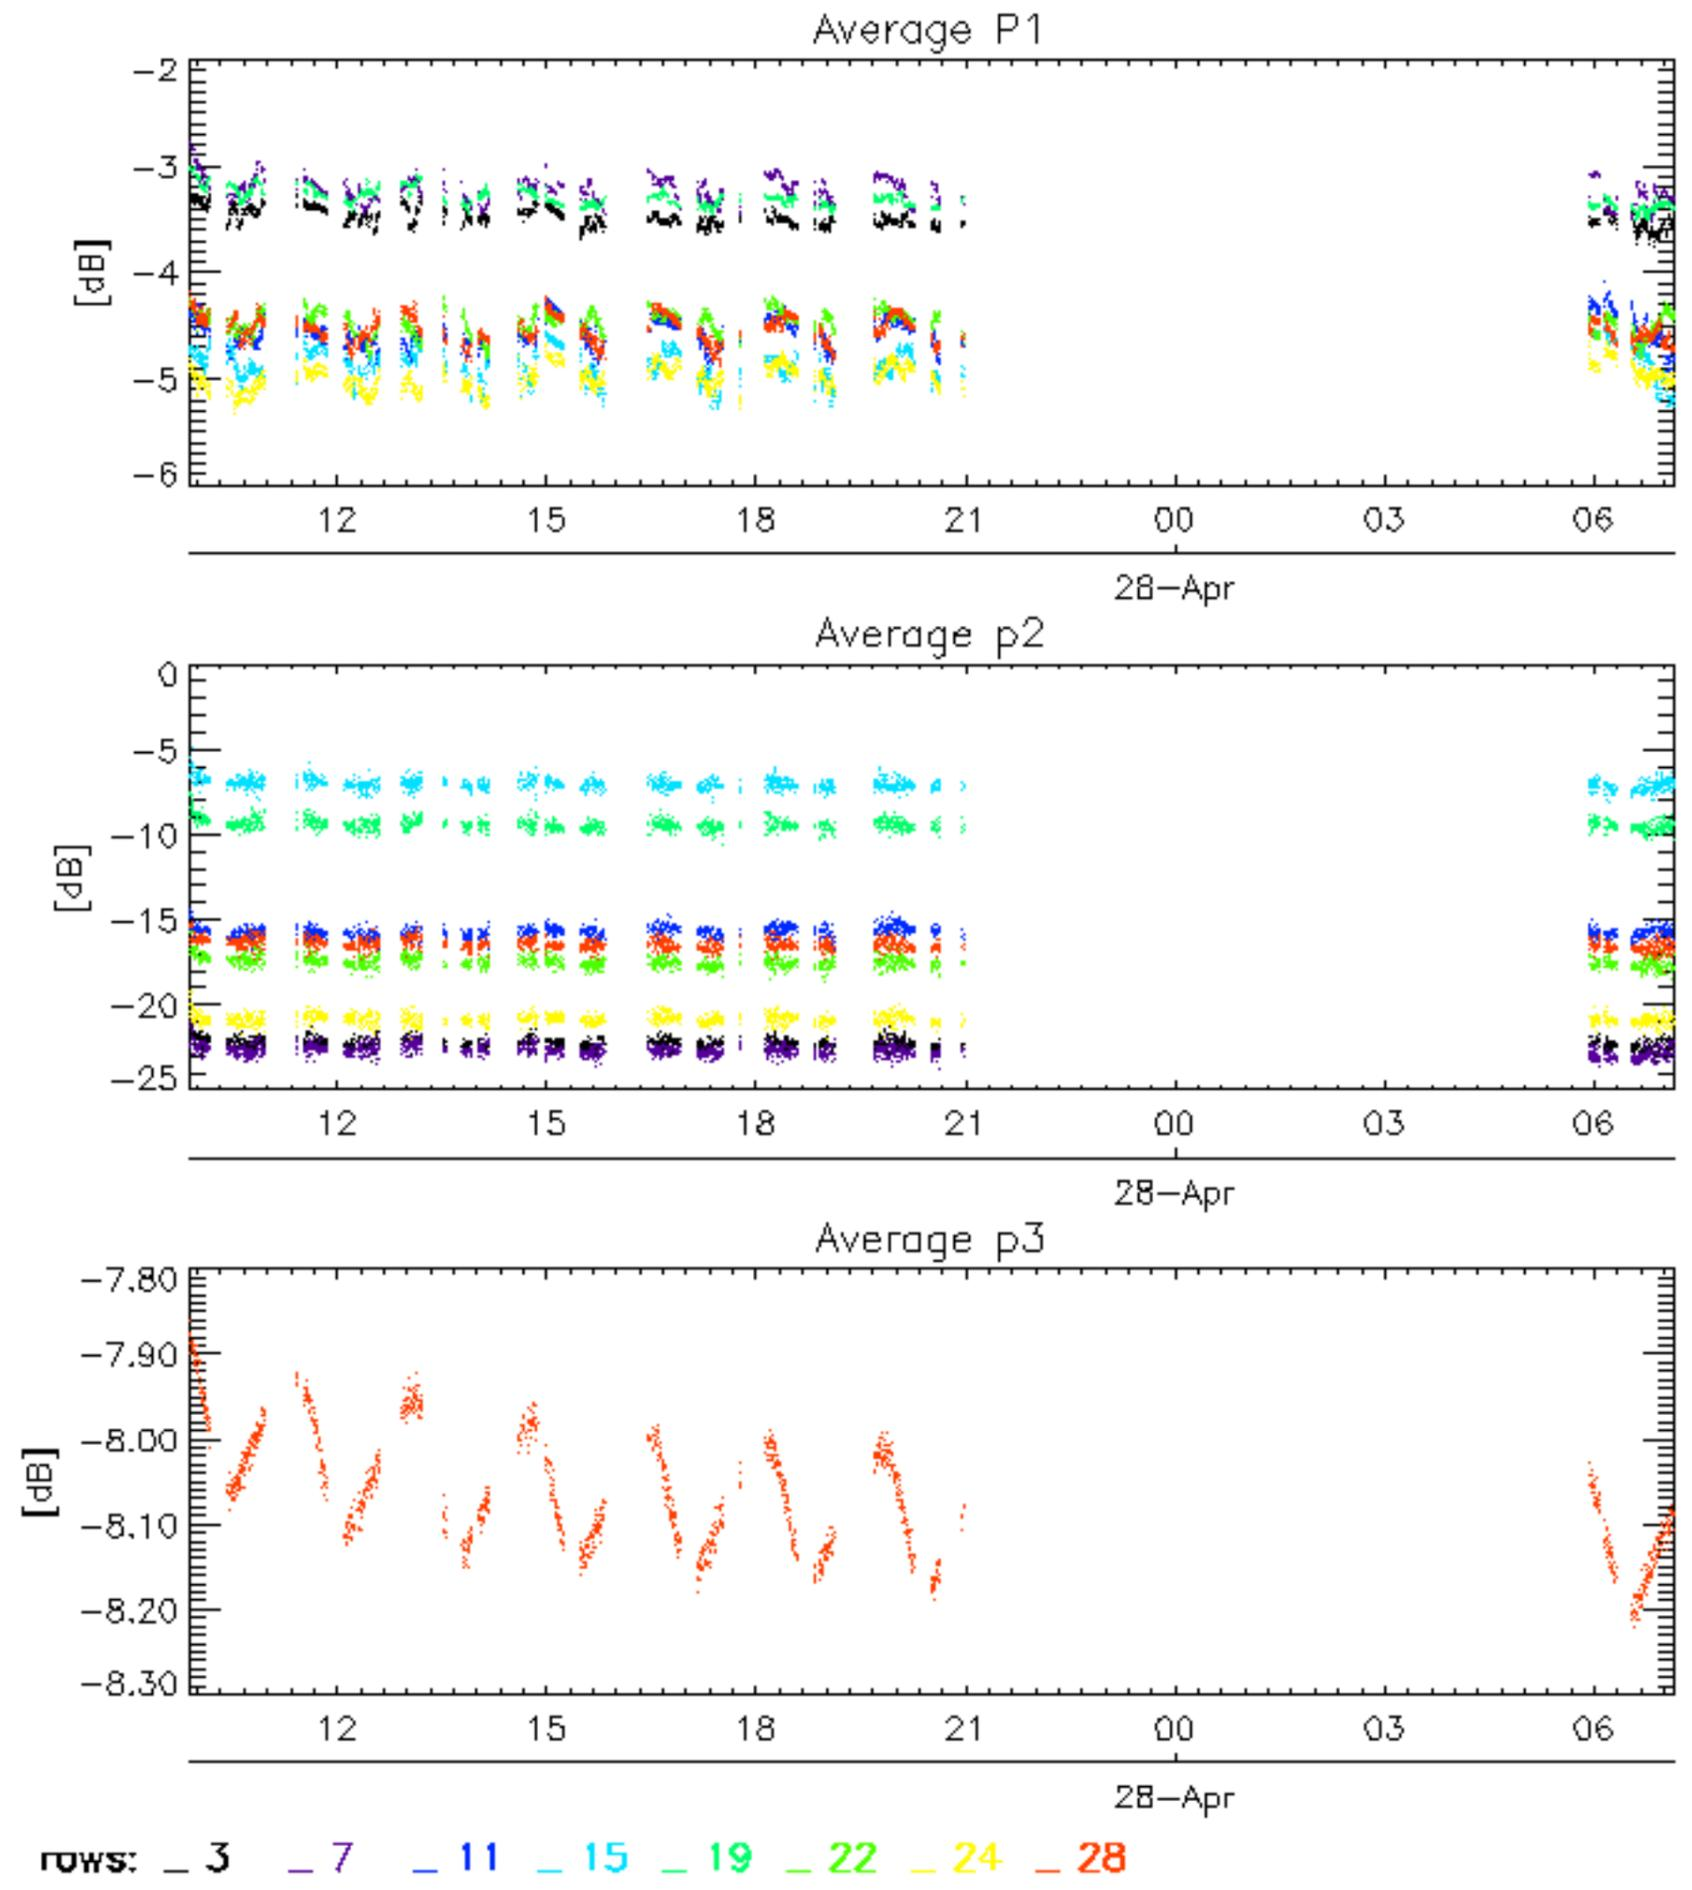 Average P1
[dB]
-2
-3
-4
-5
-6
12 15 18 21 00 03 06
28-Apr
Average p2
[dB]
0
-5
-10
-15
-20
-25
12 15 18 21 00 03 06
28-Apr
Average p3
[dB]
-7.80
-7.90
-8.00
-8.10
-8.20
-8.30
12 15 18 21 00 03 06
28-Apr
rows: _ 3 _ 7 _ 11 _ 15 _ 19 _ 22 _ 24 _ 28